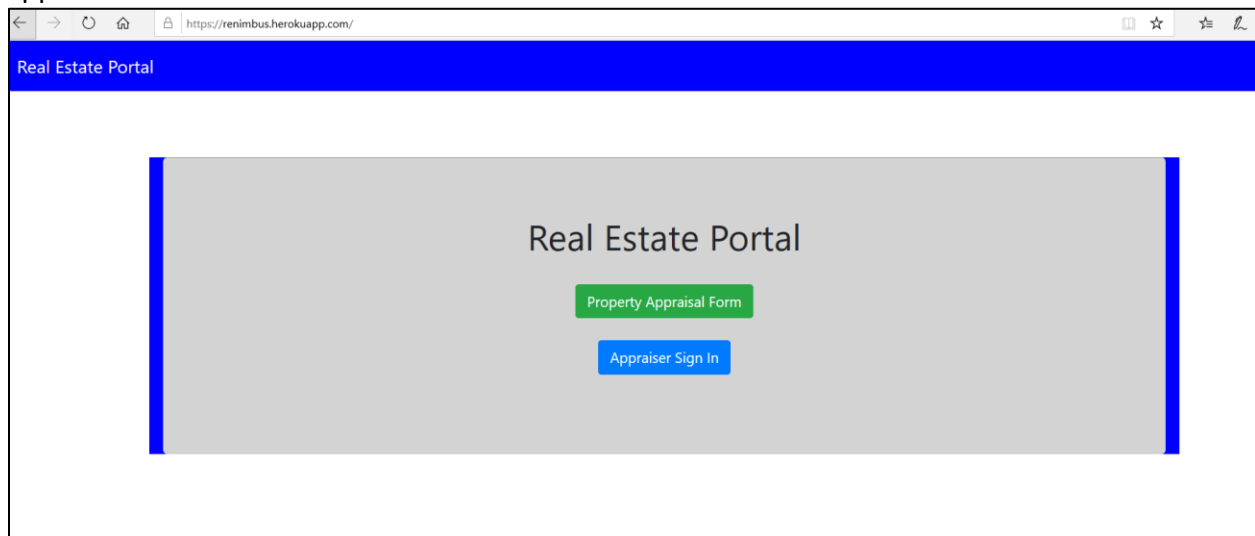 https://renimbus.herokuapp.com/
Real Estate Portal
Real Estate Portal
Property Appraisal Form
Appraiser Sign In